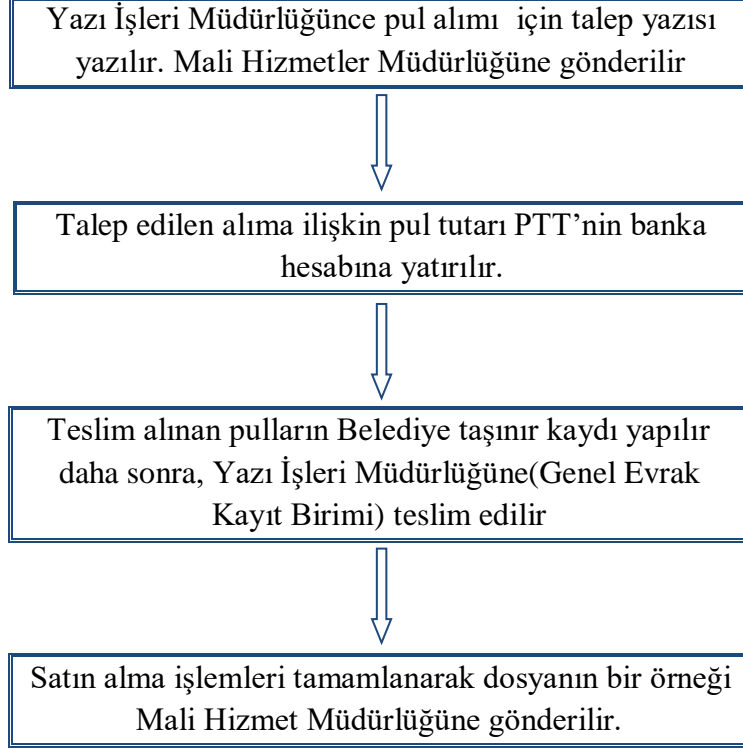 Yazı İşleri Müdürlüğünce pul alımı  için talep yazısı
yazılır. Mali Hizmetler Müdürlüğüne gönderilir
Talep edilen alıma ilişkin pul tutarı PTT’nin banka
hesabına yatırılır.
Teslim alınan pulların Belediye taşınır kaydı yapılır
daha sonra, Yazı İşleri Müdürlüğüne(Genel Evrak
Kayıt Birimi) teslim edilir
Satın alma işlemleri tamamlanarak dosyanın bir örneği
Mali Hizmet Müdürlüğüne gönderilir.